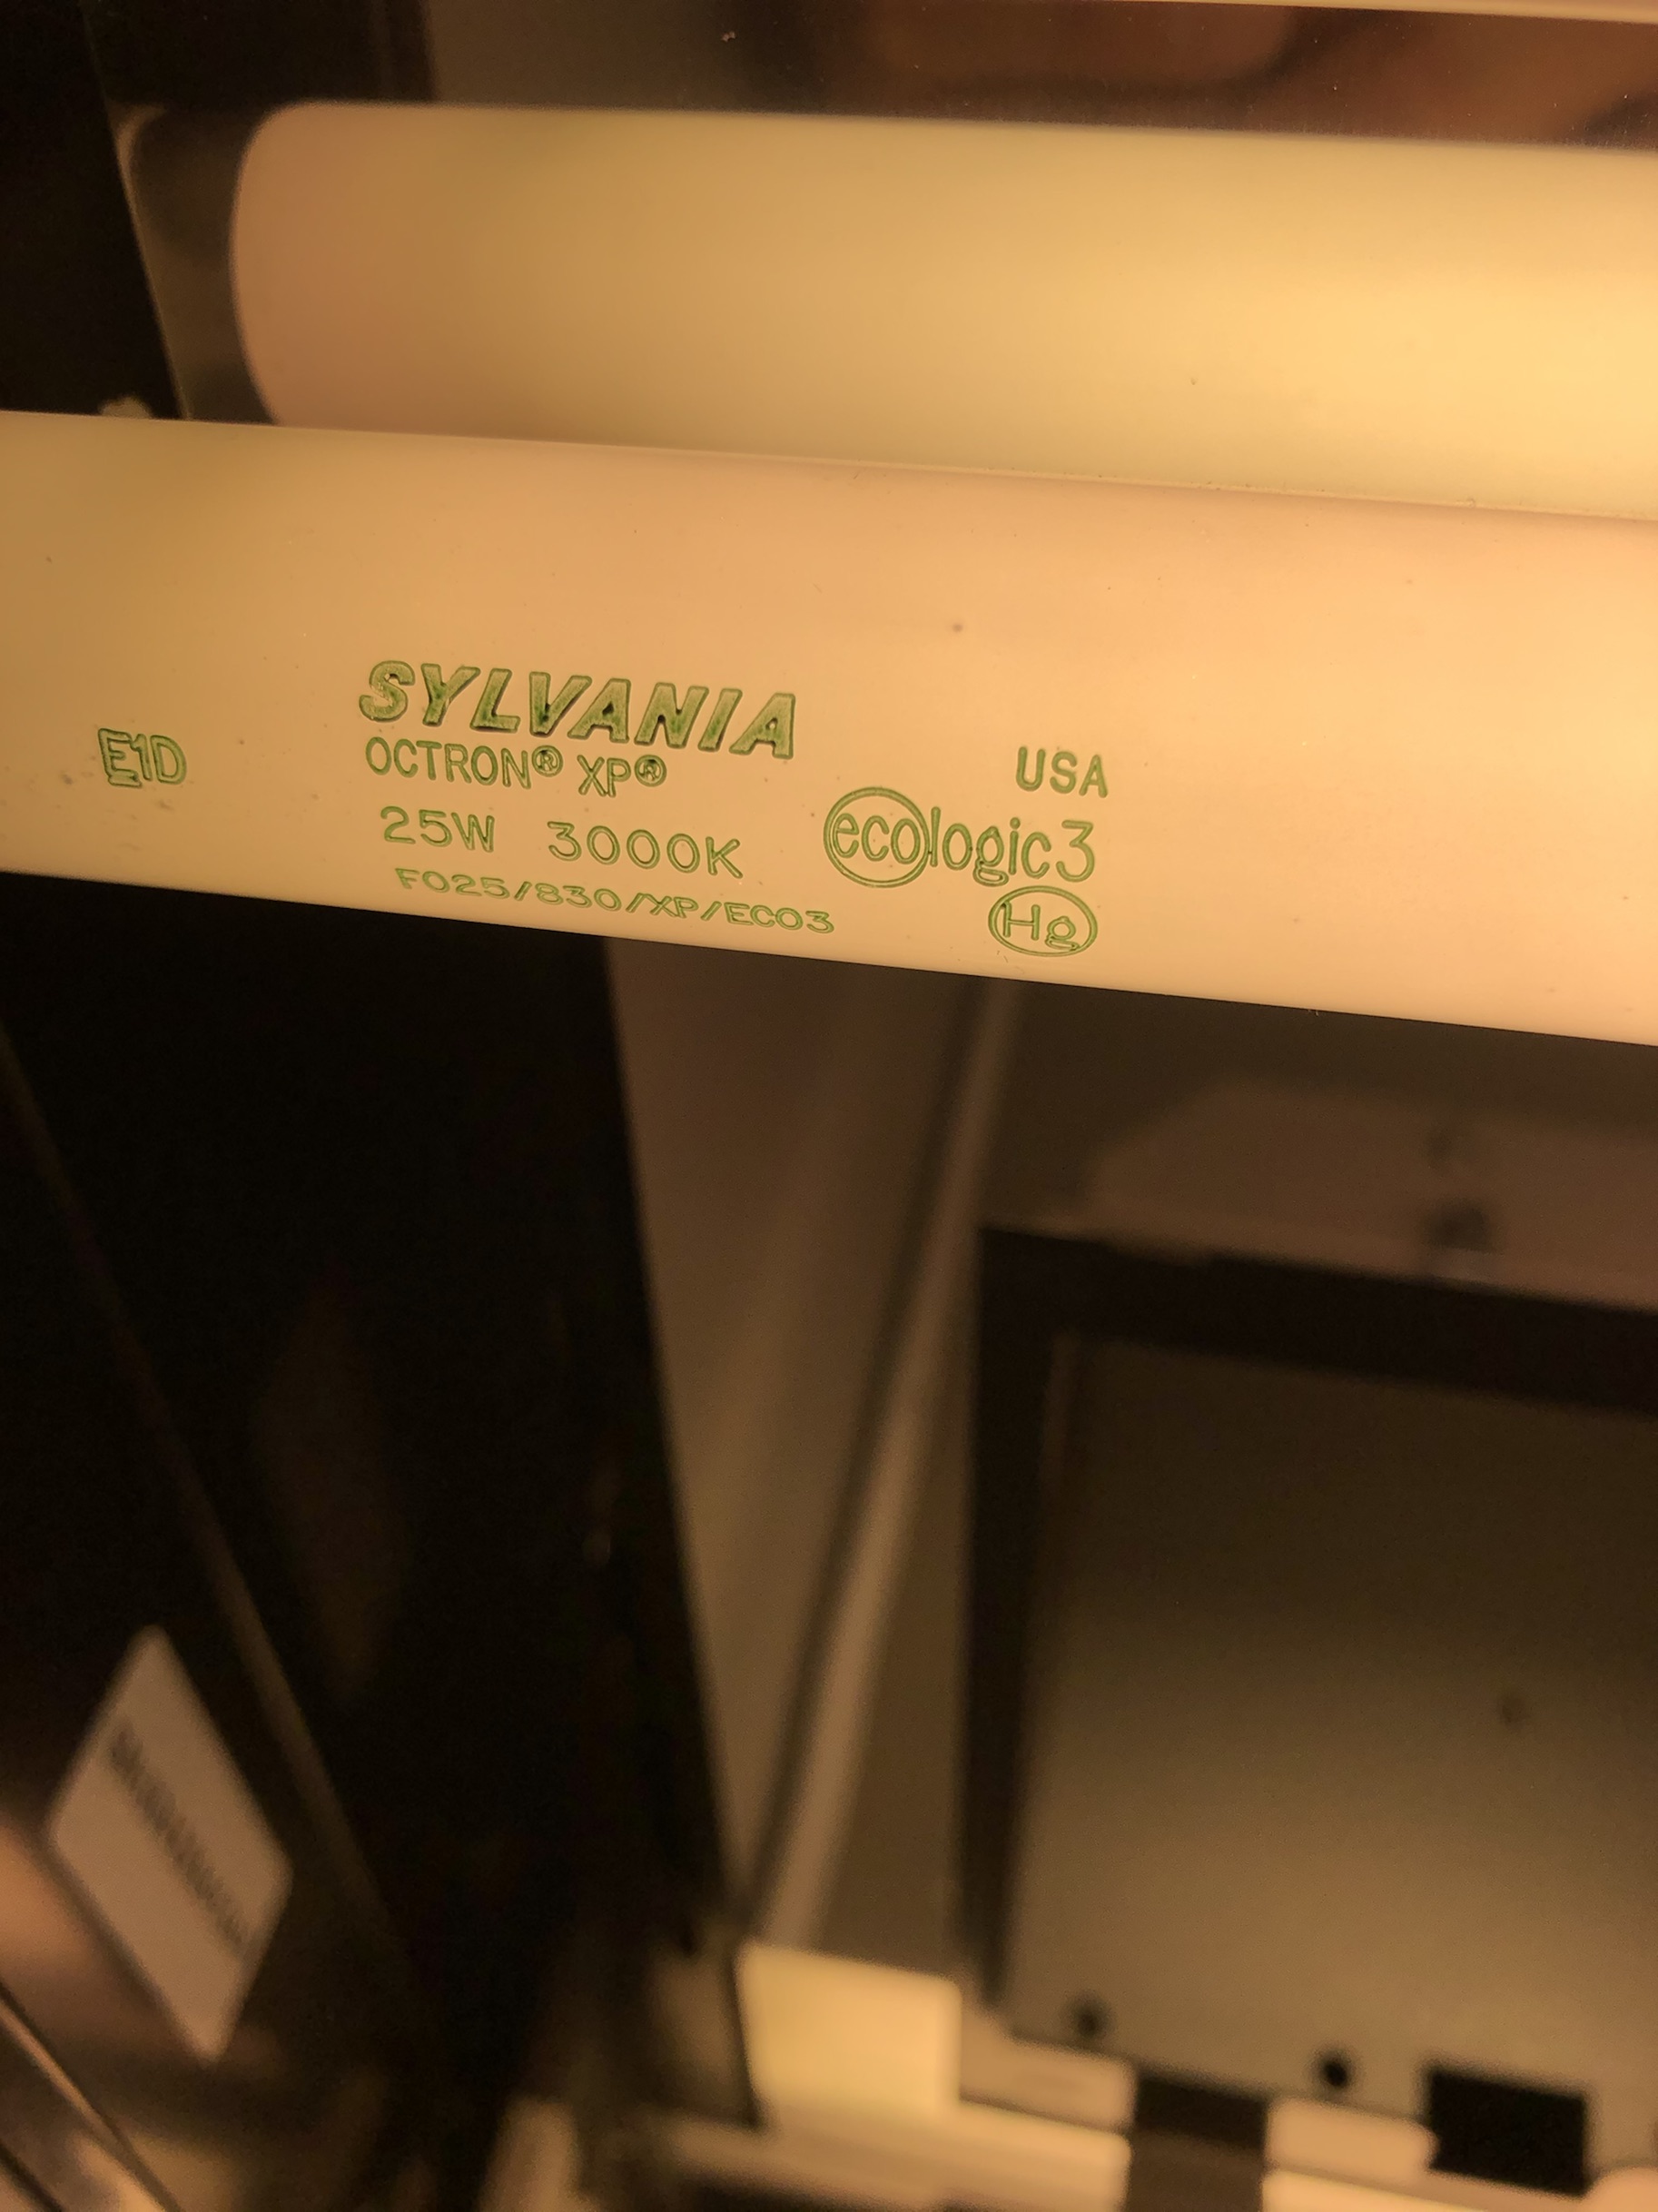 E1D
SYLVANIA
OCTRON® XP®
25W 3000K
FO25/830/XP/ECO3
USA
ecologic3
Hg